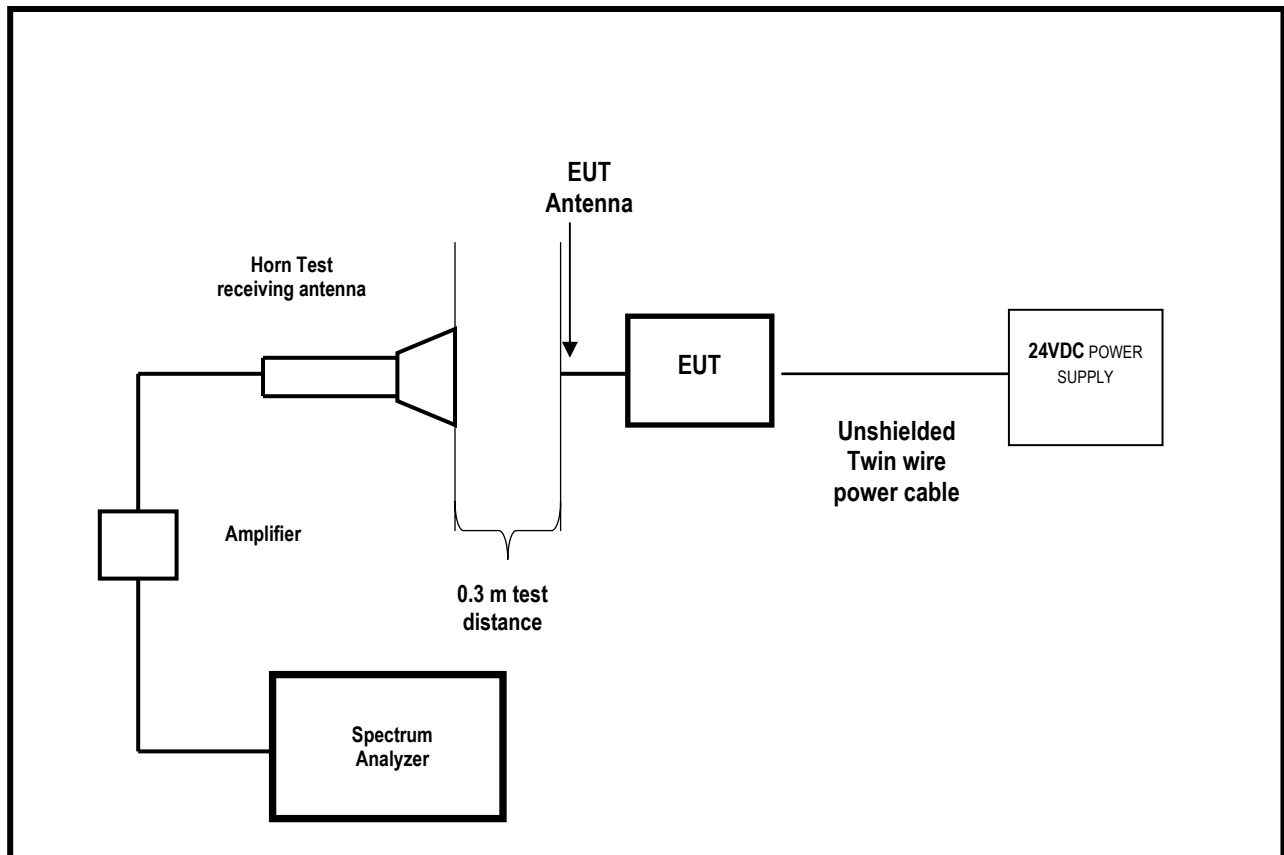 EUT
Antenna
Horn Test
receiving antenna
EUT
24VDC POWER
SUPPLY
Unshielded
Twin wire
power cable
Amplifier
0.3 m test
distance
Spectrum
Analyzer